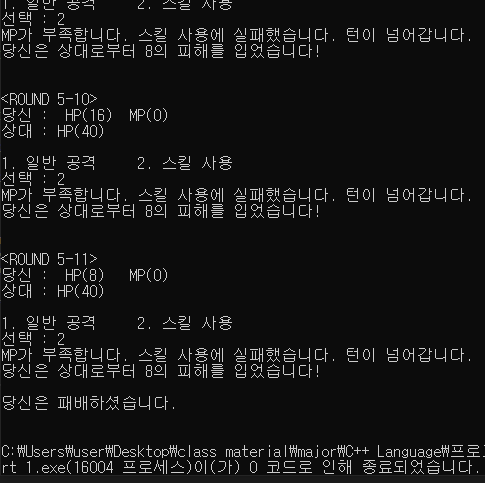 1. 일반 공격 2. 스킬 사용
선택 : 2
MP가 부족합니다. 스킬 사용에 실패했습니다. 턴이 넘어갑니다.
당신은 상대로부터 8의 피해를 입었습니다!
<ROUND 5-10>
당신 : HP(16) MP(0)
상대 : HP(40)
1. 일반 공격 2. 스킬 사용
선택 : 2
MP가 부족합니다. 스킬 사용에 실패했습니다. 턴이 넘어갑니다.
당신은 상대로부터 8의 피해를 입었습니다!
<ROUND 5-11>
당신 : HP(8) MP(0)
상대 : HP(40)
1. 일반 공격 2. 스킬 사용
선택 : 2
MP가 부족합니다. 스킬 사용에 실패했습니다. 턴이 넘어갑니다.
당신은 상대로부터 8의 피해를 입었습니다!
당신은 패배하셨습니다.
C:₩Users₩user₩Desktop₩class material₩major₩C++ Language₩프로
rt 1.exe(16004 프로세스)이(가) 0 코드로 인해 종료되었습니다.